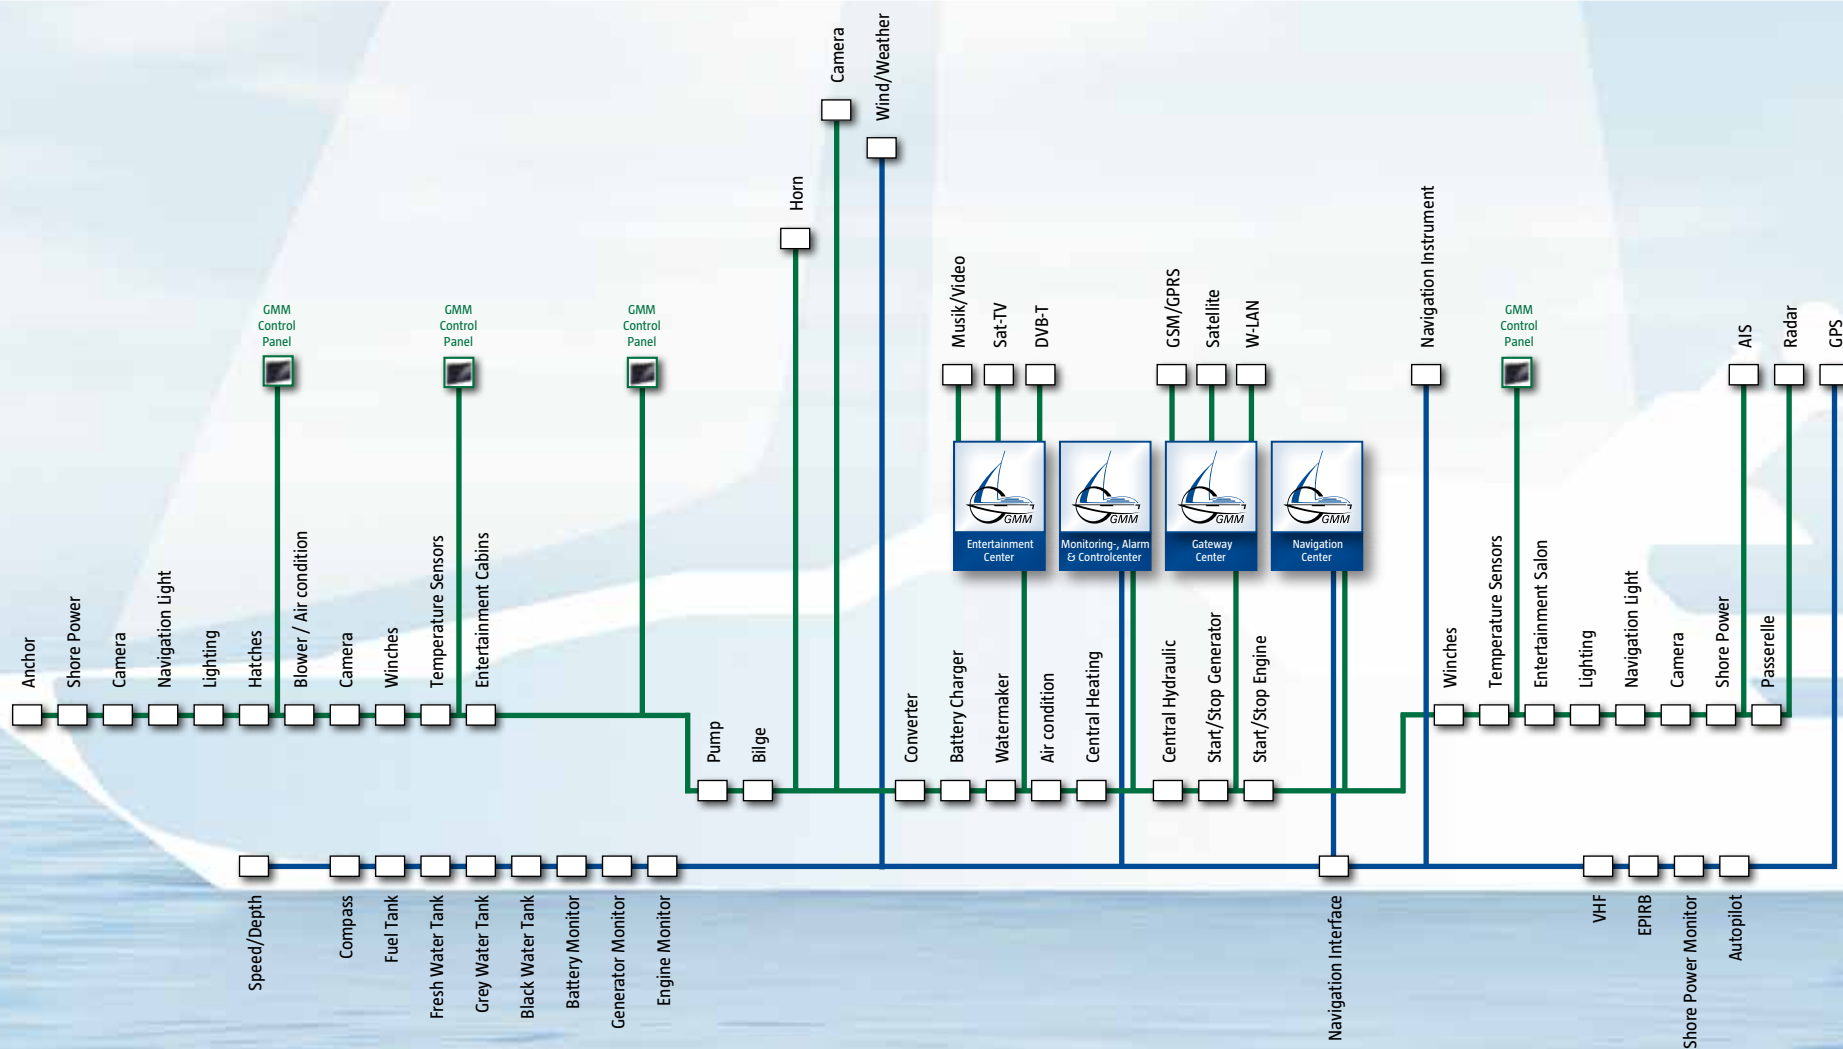 Camera
Wind/Weather
Horn
GMM
Control
Panel
GMM
Control
Panel
GMM
Control
Panel
Musik/Video
Sat-TV
DVB-T
GSM/GPRS
Satellite
W-LAN
Navigation Instrument
GMM
Control
Panel
AIS
Radar
GPS
GMM
Entertainment
Center
GMM
Monitoring-, Alarm
& Controlcenter
GMM
Gateway
Center
GMM
Navigation
Center
Anchor
Shore Power
Camera
Navigation Light
Lighting
Hatches
Blower / Air condition
Camera
Winches
Temperature Sensors
Entertainment Cabins
Pump
Bilge
Converter
Battery Charger
Watermaker
Air condition
Central Heating
Central Hydraulic
Start/Stop Generator
Start/Stop Engine
Winches
Temperature Sensors
Entertainment Salon
Lighting
Navigation Light
Camera
Shore Power
Passerelle
Speed/Depth
Compass
Fuel Tank
Fresh Water Tank
Grey Water Tank
Black Water Tank
Battery Monitor
Generator Monitor
Engine Monitor
Navigation Interface
VHF
EPIRB
Shore Power Monitor
Autopilot